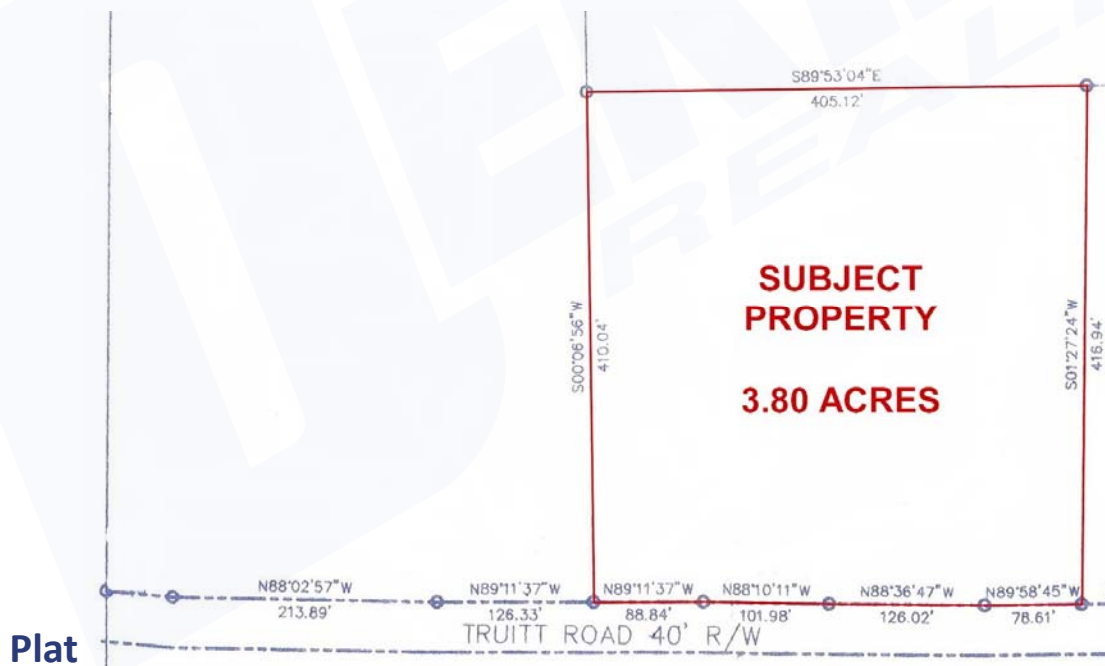 S89°53'04"E
405.12'
SUBJECT
PROPERTY
3.80 ACRES
S00°06'56"W
410.04'
S01°27'24"W
416.94'
N88°02'57"W
213.89'
N89°11'37"W
126.33'
N89°11'37"W
88.84'
N88°10'11"W
101.98'
N88°36'47"W
126.02'
N89°58'45"W
78.61'
TRUITT ROAD 40' R/W
Plat